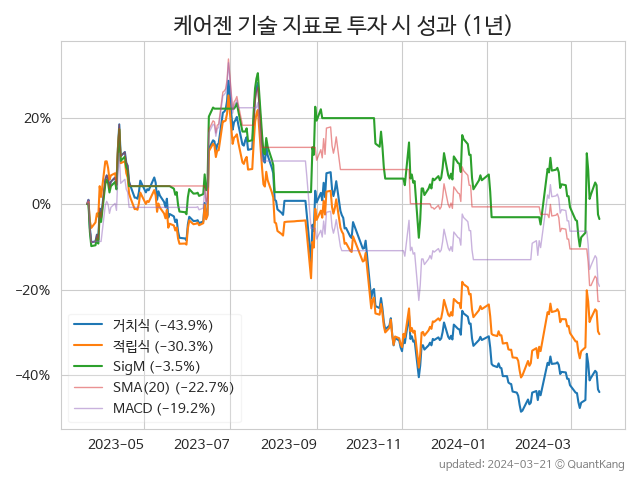 케어젠 기술 지표로 투자 시 성과 (1년)
20%
0%
−20%
−40%
거치식 (−43.9%)
적립식 (−30.3%)
SigM (−3.5%)
SMA(20) (−22.7%)
MACD (−19.2%)
2023−05 2023−07 2023−09 2023−11 2024−01 2024−03
updated: 2024−03−21 © QuantKang